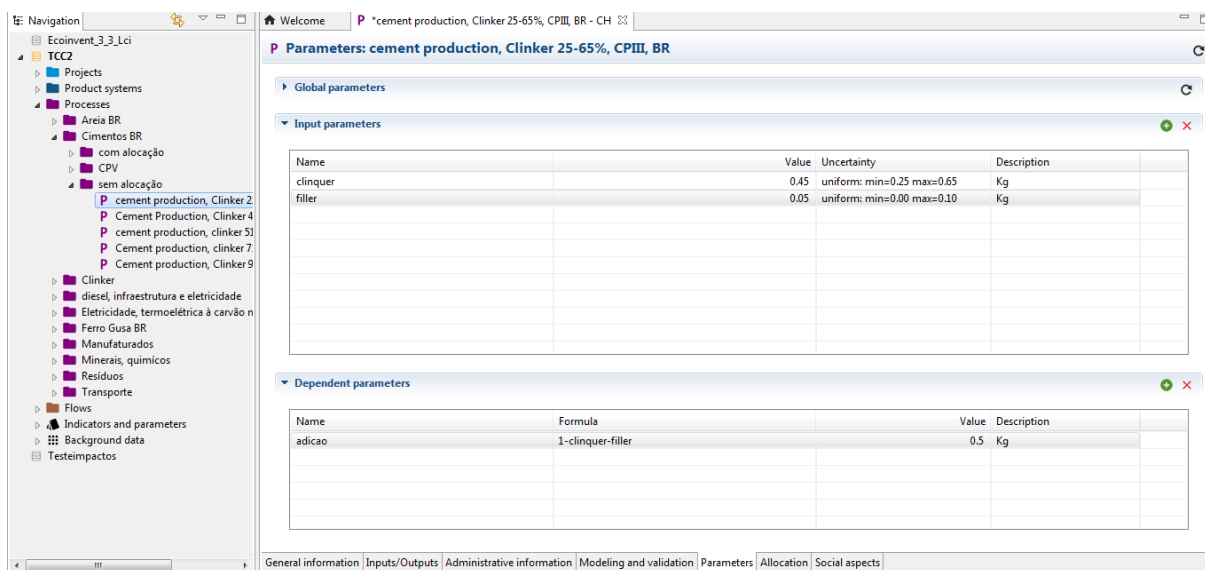 Navigation
Ecoinvent_3_3_Lci
TCC2
Projects
Product systems
Processes
Areia BR
Cimentos BR
com alocação
CPV
sem alocação
P cement production, Clinker 2
P Cement Production, Clinker 4
P cement production, clinker 51
P Cement production, clinker 7
P Cement production, Clinker 9
Clinker
diesel, infraestrutura e eletricidade
Eletricidade, termoelétrica à carvão n
Ferro Gusa BR
Manufaturados
Minerais, quimícos
Resíduos
Transporte
Flows
Indicators and parameters
Background data
Testeimpactos
Welcome P *cement production, Clinker 25-65%, CPIII, BR - CH
P Parameters: cement production, Clinker 25-65%, CPIII, BR
Global parameters
Input parameters
Name Value Uncertainty Description
clinquer 0.45 uniform: min=0.25 max=0.65 Kg
filler 0.05 uniform: min=0.00 max=0.10 Kg
Dependent parameters
Name Formula Value Description
adicao 1-clinquer-filler 0.5 Kg
General information Inputs/Outputs Administrative information Modeling and validation Parameters Allocation Social aspects